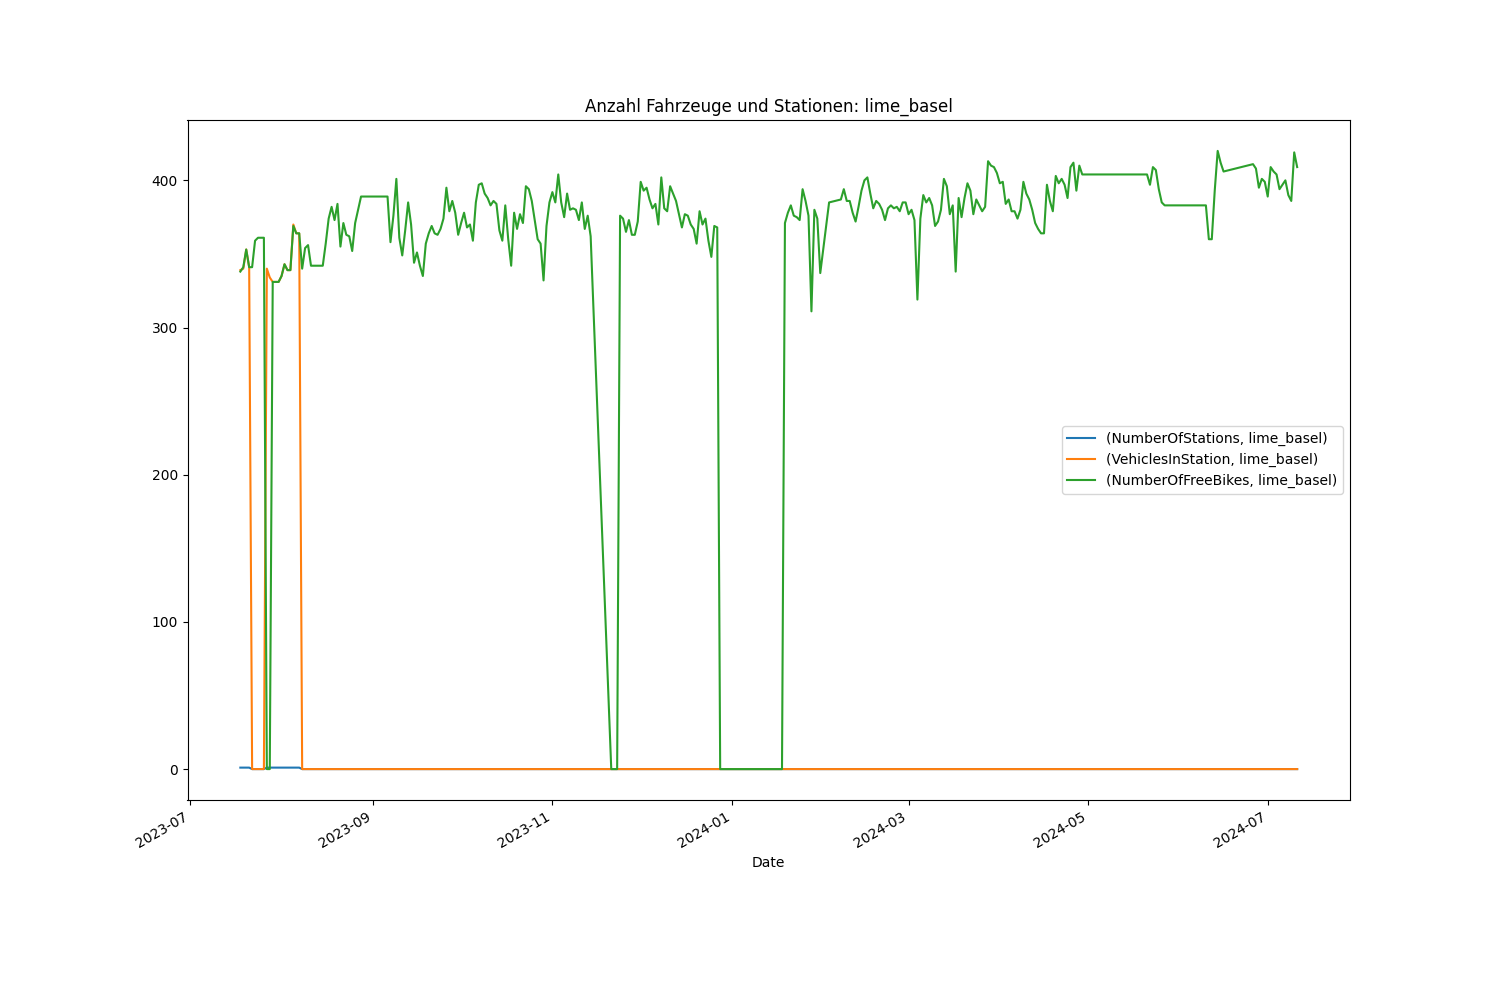 Anzahl Fahrzeuge und Stationen: lime_basel
400
300
200
100
0
(NumberOfStations, lime_basel)
(VehiclesInStation, lime_basel)
(NumberOfFreeBikes, lime_basel)
2023-07
2023-09
2023-11
2024-01
2024-03
2024-05
2024-07
Date